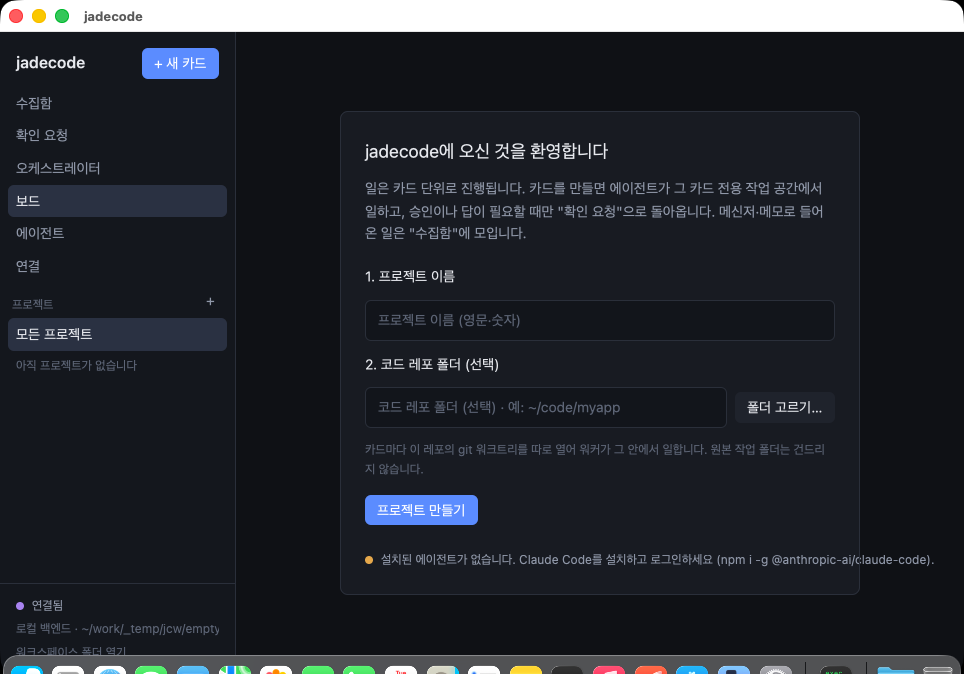 jadecode
jadecode
+ 새 카드
수집함
확인 요청
오케스트레이터
보드
에이전트
연결
프로젝트 +
모든 프로젝트
아직 프로젝트가 없습니다
연결됨
로컬 백엔드 · ~/work/_temp/jcw/empty
워크스페이스 폴더 열기
jadecode에 오신 것을 환영합니다
일은 카드 단위로 진행됩니다. 카드를 만들면 에이전트가 그 카드 전용 작업 공간에서
일하고, 승인이나 답이 필요할 때만 "확인 요청"으로 돌아옵니다. 메신저·메모로 들어
온 일은 "수집함"에 모입니다.
1. 프로젝트 이름
프로젝트 이름 (영문·숫자)
2. 코드 레포 폴더 (선택)
코드 레포 폴더 (선택) · 예: ~/code/myapp
폴더 고르기...
카드마다 이 레포의 git 워크트리를 따로 열어 워커가 그 안에서 일합니다. 원본 작업 폴더는 건드리
지 않습니다.
프로젝트 만들기
설치된 에이전트가 없습니다. Claude Code를 설치하고 로그인하세요 (npm i -g @anthropic-ai/claude-code).